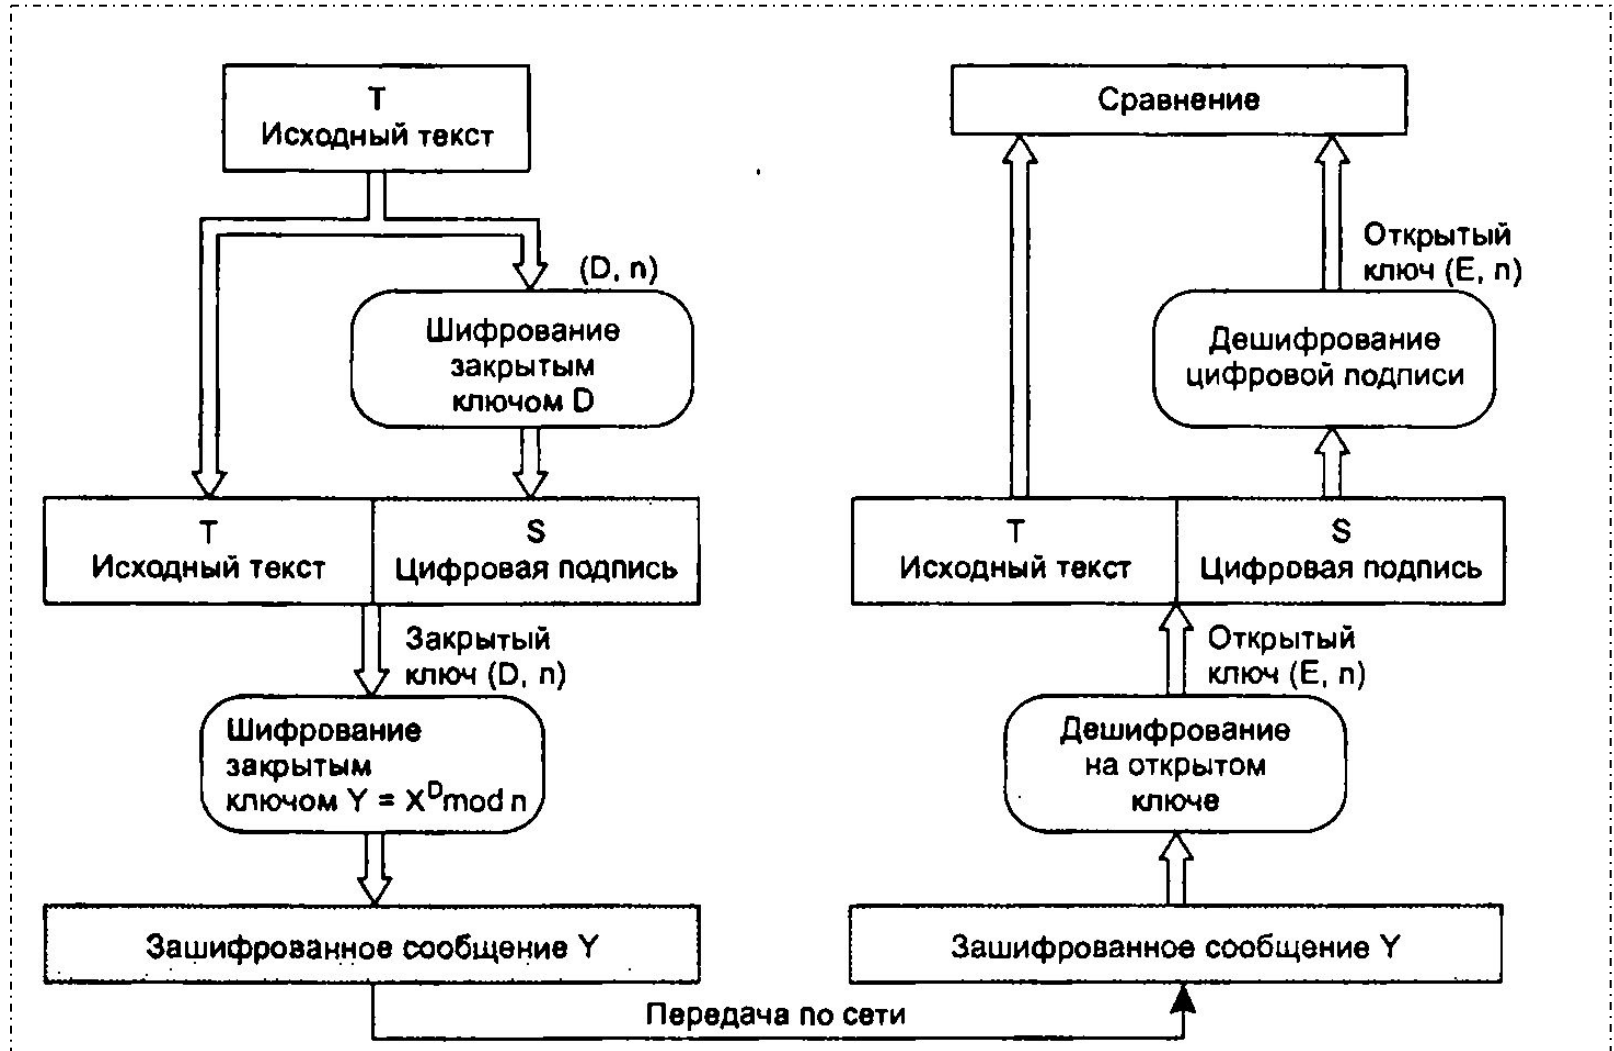 T
Исходный текст
(D, n)
Шифрование
закрытым
ключом D
T
Исходный текст
S
Цифровая подпись
Закрытый
ключ (D, n)
Шифрование
закрытым
ключом Y = X^D mod n
Зашифрованное сообщение Y
Передача по сети
Сравнение
Открытый
ключ (E, n)
Дешифрование
цифровой подписи
T
Исходный текст
S
Цифровая подпись
Открытый
ключ (E, n)
Дешифрование
на открытом
ключе
Зашифрованное сообщение Y